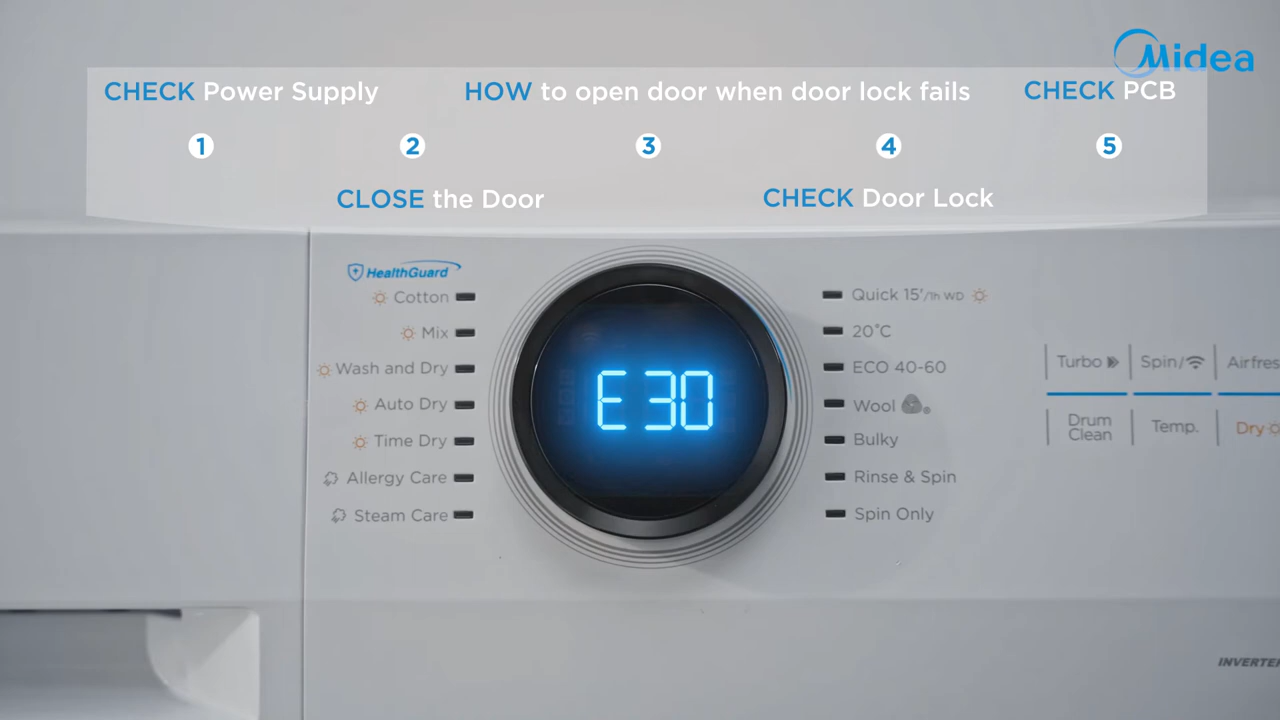 Midea
CHECK Power Supply
HOW to open door when door lock fails
CHECK PCB
1
2
3
4
5
CLOSE the Door
CHECK Door Lock
HealthGuard
Cotton
Mix
Wash and Dry
Auto Dry
Time Dry
Allergy Care
Steam Care
E30
Quick 15'/1h WD
20°C
ECO 40-60
Wool
Bulky
Rinse & Spin
Spin Only
Turbo
Spin/
Airfres
Drum
Clean
Temp.
Dry
INVERTER